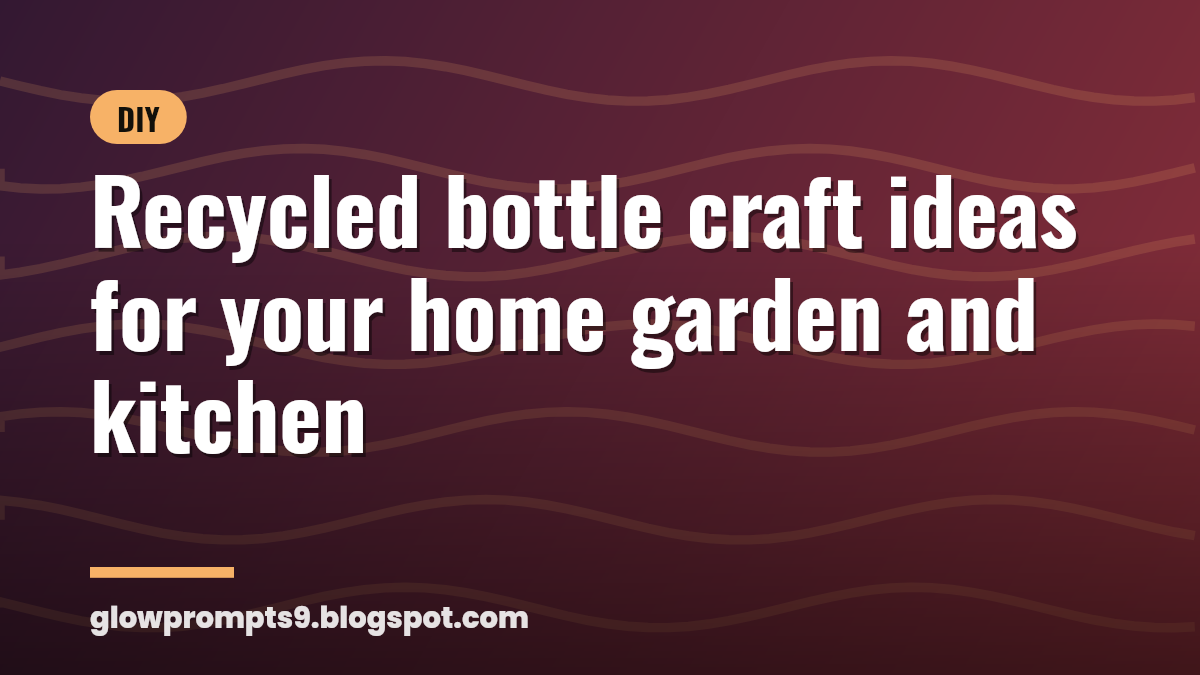 DIY
Recycled bottle craft ideas
for your home garden and
kitchen
glowprompts9.blogspot.com